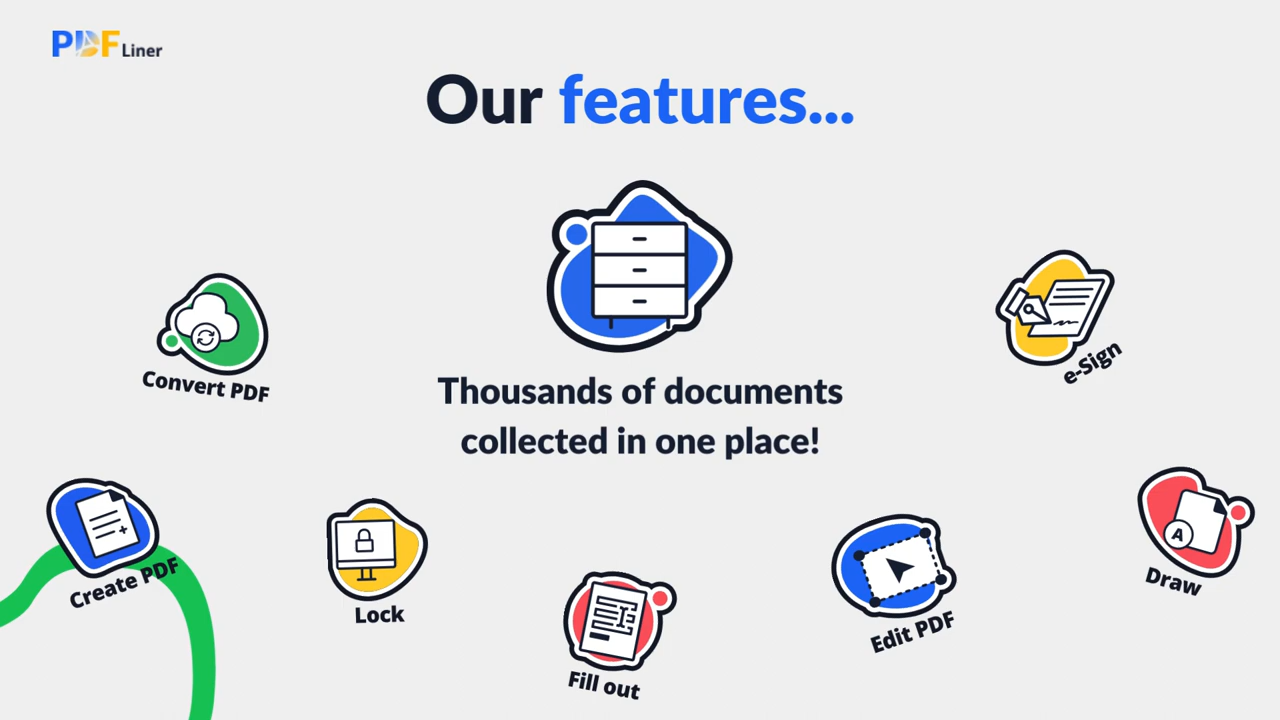 PDF Liner
Our features...
Thousands of documents
collected in one place!
Convert PDF
e-Sign
Create PDF
Lock
Fill out
Edit PDF
Draw
A